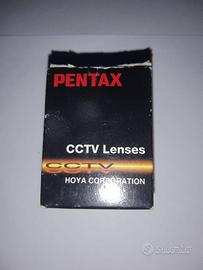 PENTAX
CCTV Lenses
CCTV
HOYA CORPORATION